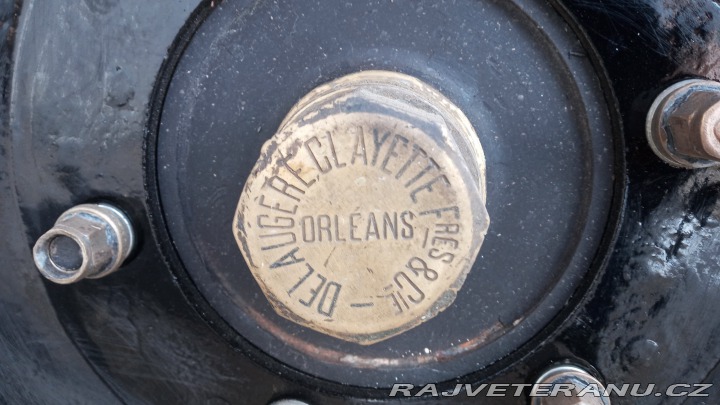 DELAUGÈRE CLAYETTE FRES & CIE —
ORLÉANS
RAJVETERANU.CZ